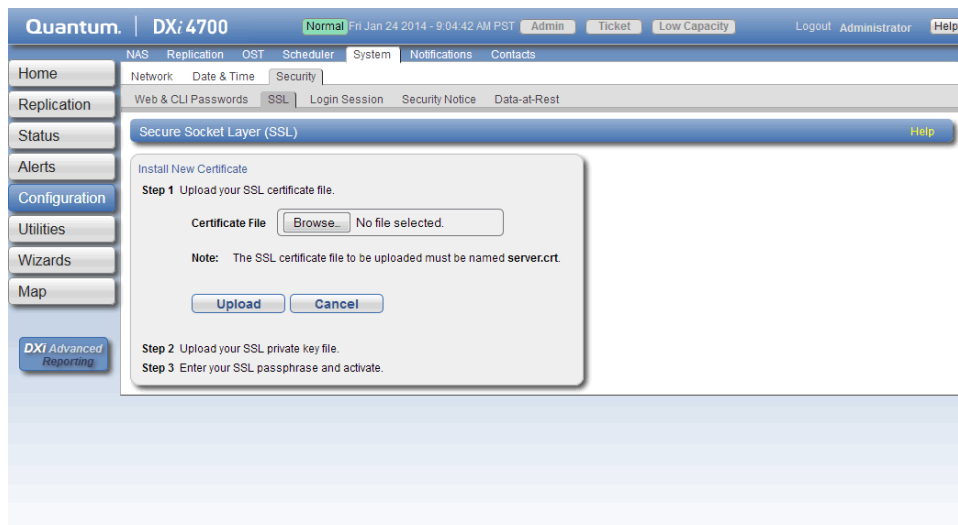 Quantum. DXi 4700 Normal Fri Jan 24 2014 - 9:04:42 AM PST Admin Ticket Low Capacity Logout Administrator Help
NAS Replication OST Scheduler System Notifications Contacts
Home
Network Date & Time Security
Replication
Web & CLI Passwords SSL Login Session Security Notice Data-at-Rest
Status
Secure Socket Layer (SSL) Help
Alerts
Install New Certificate
Step 1 Upload your SSL certificate file.
Configuration
Certificate File Browse.. No file selected.
Utilities
Wizards
Note: The SSL certificate file to be uploaded must be named server.crt.
Map
Upload Cancel
DXi Advanced
Reporting
Step 2 Upload your SSL private key file.
Step 3 Enter your SSL passphrase and activate.